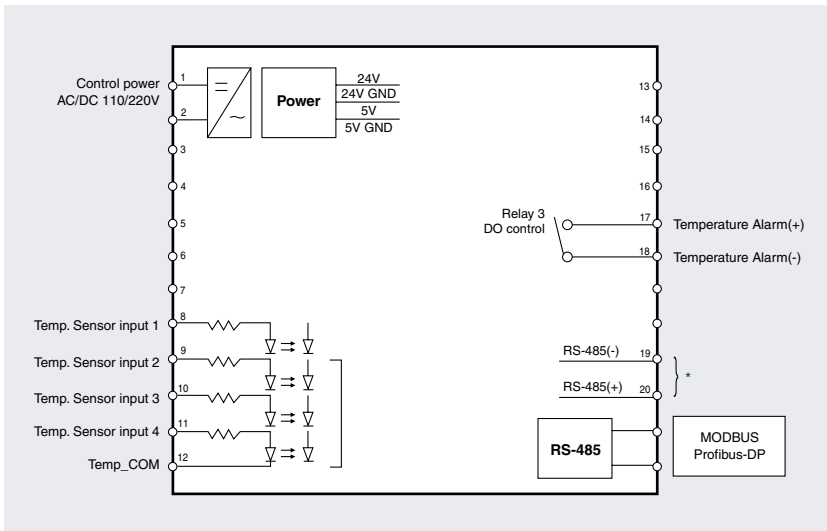 Control power
AC/DC 110/220V
1
2
3
4
5
6
7
Power
24V
24V GND
5V
5V GND
13
14
15
16
Relay 3
DO control
17
Temperature Alarm(+)
18
Temperature Alarm(-)
Temp. Sensor input 1
8
Temp. Sensor input 2
9
Temp. Sensor input 3
10
Temp. Sensor input 4
11
Temp_COM
12
RS-485(-)
19
RS-485(+)
20
*
RS-485
MODBUS
Profibus-DP